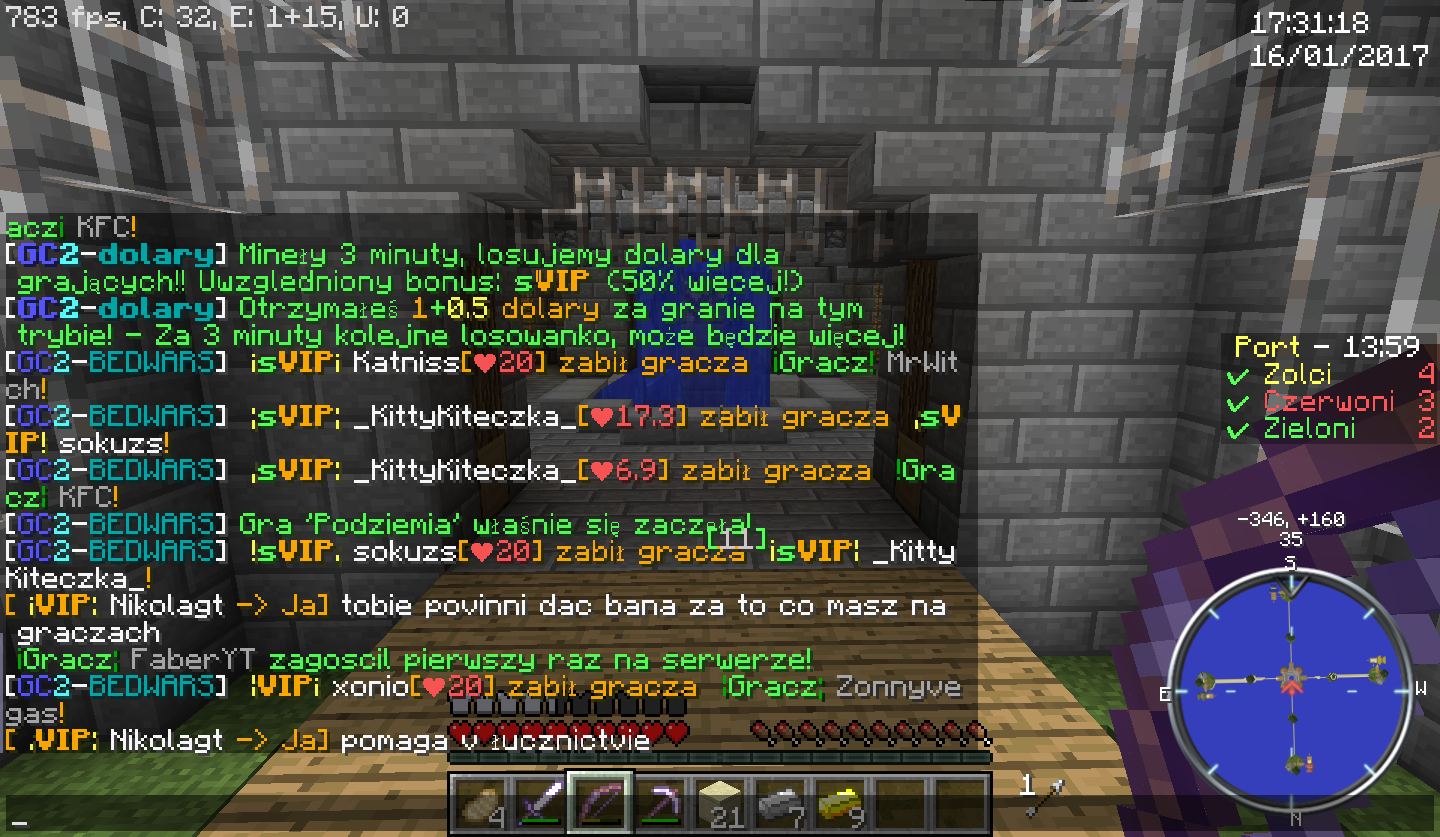 783 fps, C: 32, E: 1+15, U: 0
17:31:18
16/01/2017
aczi KFC!
[GC2-dolary] Mineły 3 minuty, losujemy dolary dla
grających!! Uwzgledniony bonus: sVIP (50% wiecej!)
[GC2-dolary] Otrzymałeś 1+0.5 dolary za granie na tym
trybie! - Za 3 minuty kolejne losowanko, może będzie więcej!
[GC2-BEDWARS] ¡sVIP¡ Katniss[❤20] zabił gracza ¡Gracz! MrWit
ch!
[GC2-BEDWARS] ¦sVIP¦ _KittyKiteczka_[❤17.3] zabił gracza ,sV
IP! sokuzs!
[GC2-BEDWARS] ,sVIP¦ _KittyKiteczka_[❤6.9] zabił gracza !Gra
cz¦ KFC!
[GC2-BEDWARS] Gra 'Podziemia' właśnie się zaczęła!
[11]
[GC2-BEDWARS] !sVIP. sokuzs[❤20] zabił gracza ¡sVIP¦ _Kitty
Kiteczka_!
[ ¡VIP¦ Nikolagt -> Ja] tobie povinni dac bana za to co masz na
graczach
¡Gracz¦ FaberYT zagoscil pierwszy raz na serwerze!
[GC2-BEDWARS] ¦VIP¡ xonio[❤20] zabił gracza ¦Gracz¦ Zonnyve
gas!
[ .VIP¦ Nikolagt -> Ja] pomaga v łucznictvie
Port - 13:59
✓ Zolci 4
✓ Czerwoni 3
✓ Zieloni 2
-346, +160
35
S
E
W
N
4
21
7
9
1
_